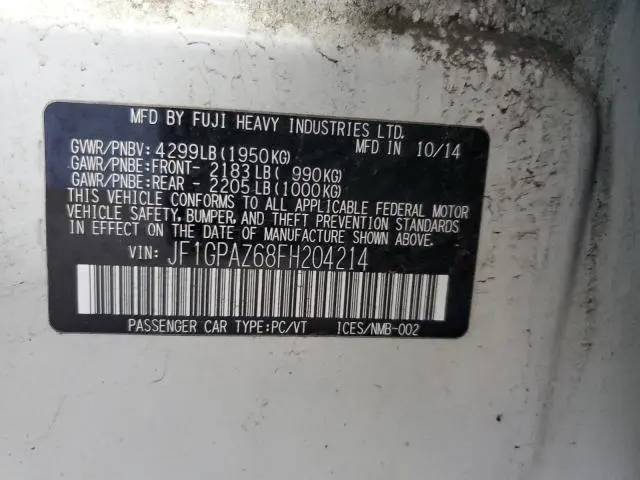 MFD BY FUJI HEAVY INDUSTRIES LTD.
MFD IN 10/14
GVWR/PNBV: 4299LB(1950KG)
GAWR/PNBE:FRONT- 2183LB( 990KG)
GAWR/PNBE:REAR - 2205LB(1000KG)
THIS VEHICLE CONFORMS TO ALL APPLICABLE FEDERAL MOTOR
VEHICLE SAFETY, BUMPER, AND THEFT PREVENTION STANDARDS
IN EFFECT ON THE DATE OF MANUFACTURE SHOWN ABOVE.
VIN: JF1GPAZ68FH204214
PASSENGER CAR TYPE:PC/VT ICES/NMB-002